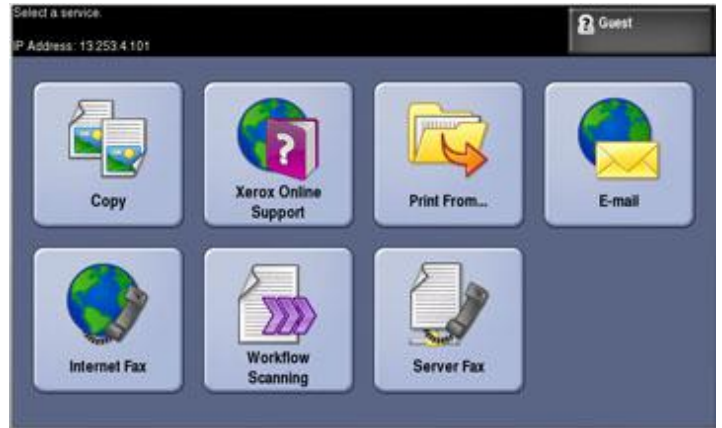 Select a service.
Guest
IP Address: 13.253.4.101
Copy
Xerox Online
Support
Print From...
E-mail
Internet Fax
Workflow
Scanning
Server Fax